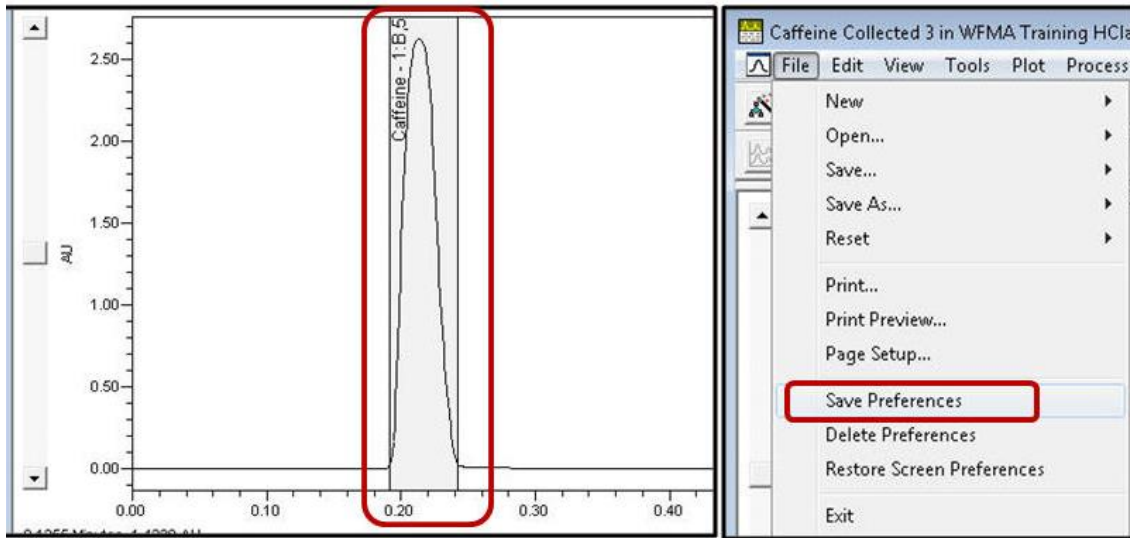 2.50
2.00
1.50
1.00
0.50
0.00
AU
Caffeine - 1:B,5
0.00 0.10 0.20 0.30 0.40
Caffeine Collected 3 in WFMA Training HCla
File Edit View Tools Plot Process
New
Open...
Save...
Save As...
Reset
Print...
Print Preview...
Page Setup...
Save Preferences
Delete Preferences
Restore Screen Preferences
Exit